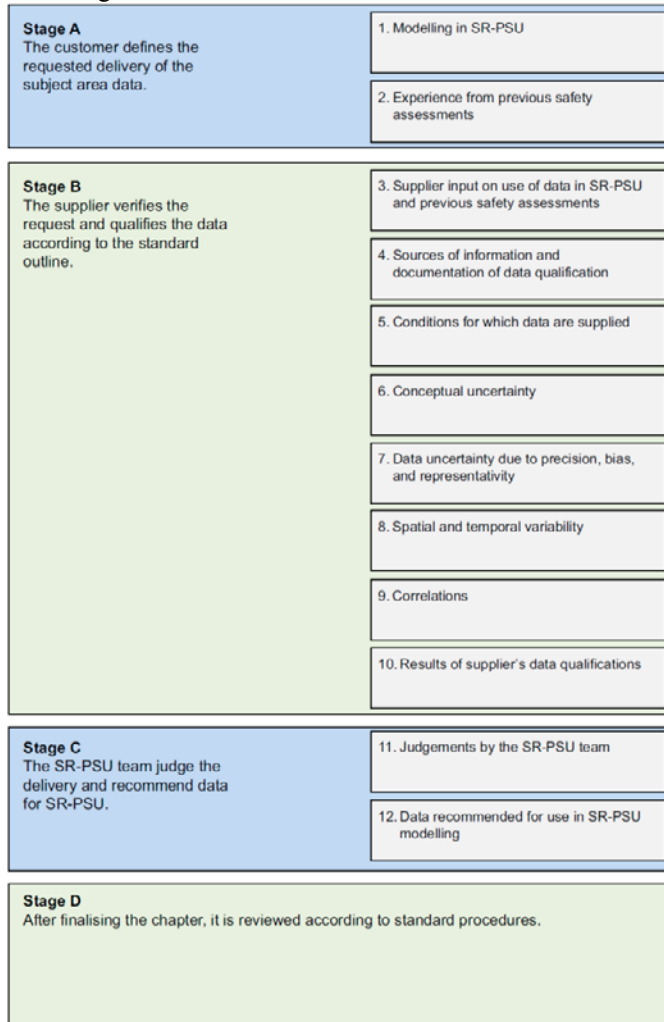 Stage A
The customer defines the
requested delivery of the
subject area data.
1. Modelling in SR-PSU
2. Experience from previous safety
assessments
Stage B
The supplier verifies the
request and qualifies the data
according to the standard
outline.
3. Supplier input on use of data in SR-PSU
and previous safety assessments
4. Sources of information and
documentation of data qualification
5. Conditions for which data are supplied
6. Conceptual uncertainty
7. Data uncertainty due to precision, bias,
and representativity
8. Spatial and temporal variability
9. Correlations
10. Results of supplier's data qualifications
Stage C
The SR-PSU team judge the
delivery and recommend data
for SR-PSU.
11. Judgements by the SR-PSU team
12. Data recommended for use in SR-PSU
modelling
Stage D
After finalising the chapter, it is reviewed according to standard procedures.